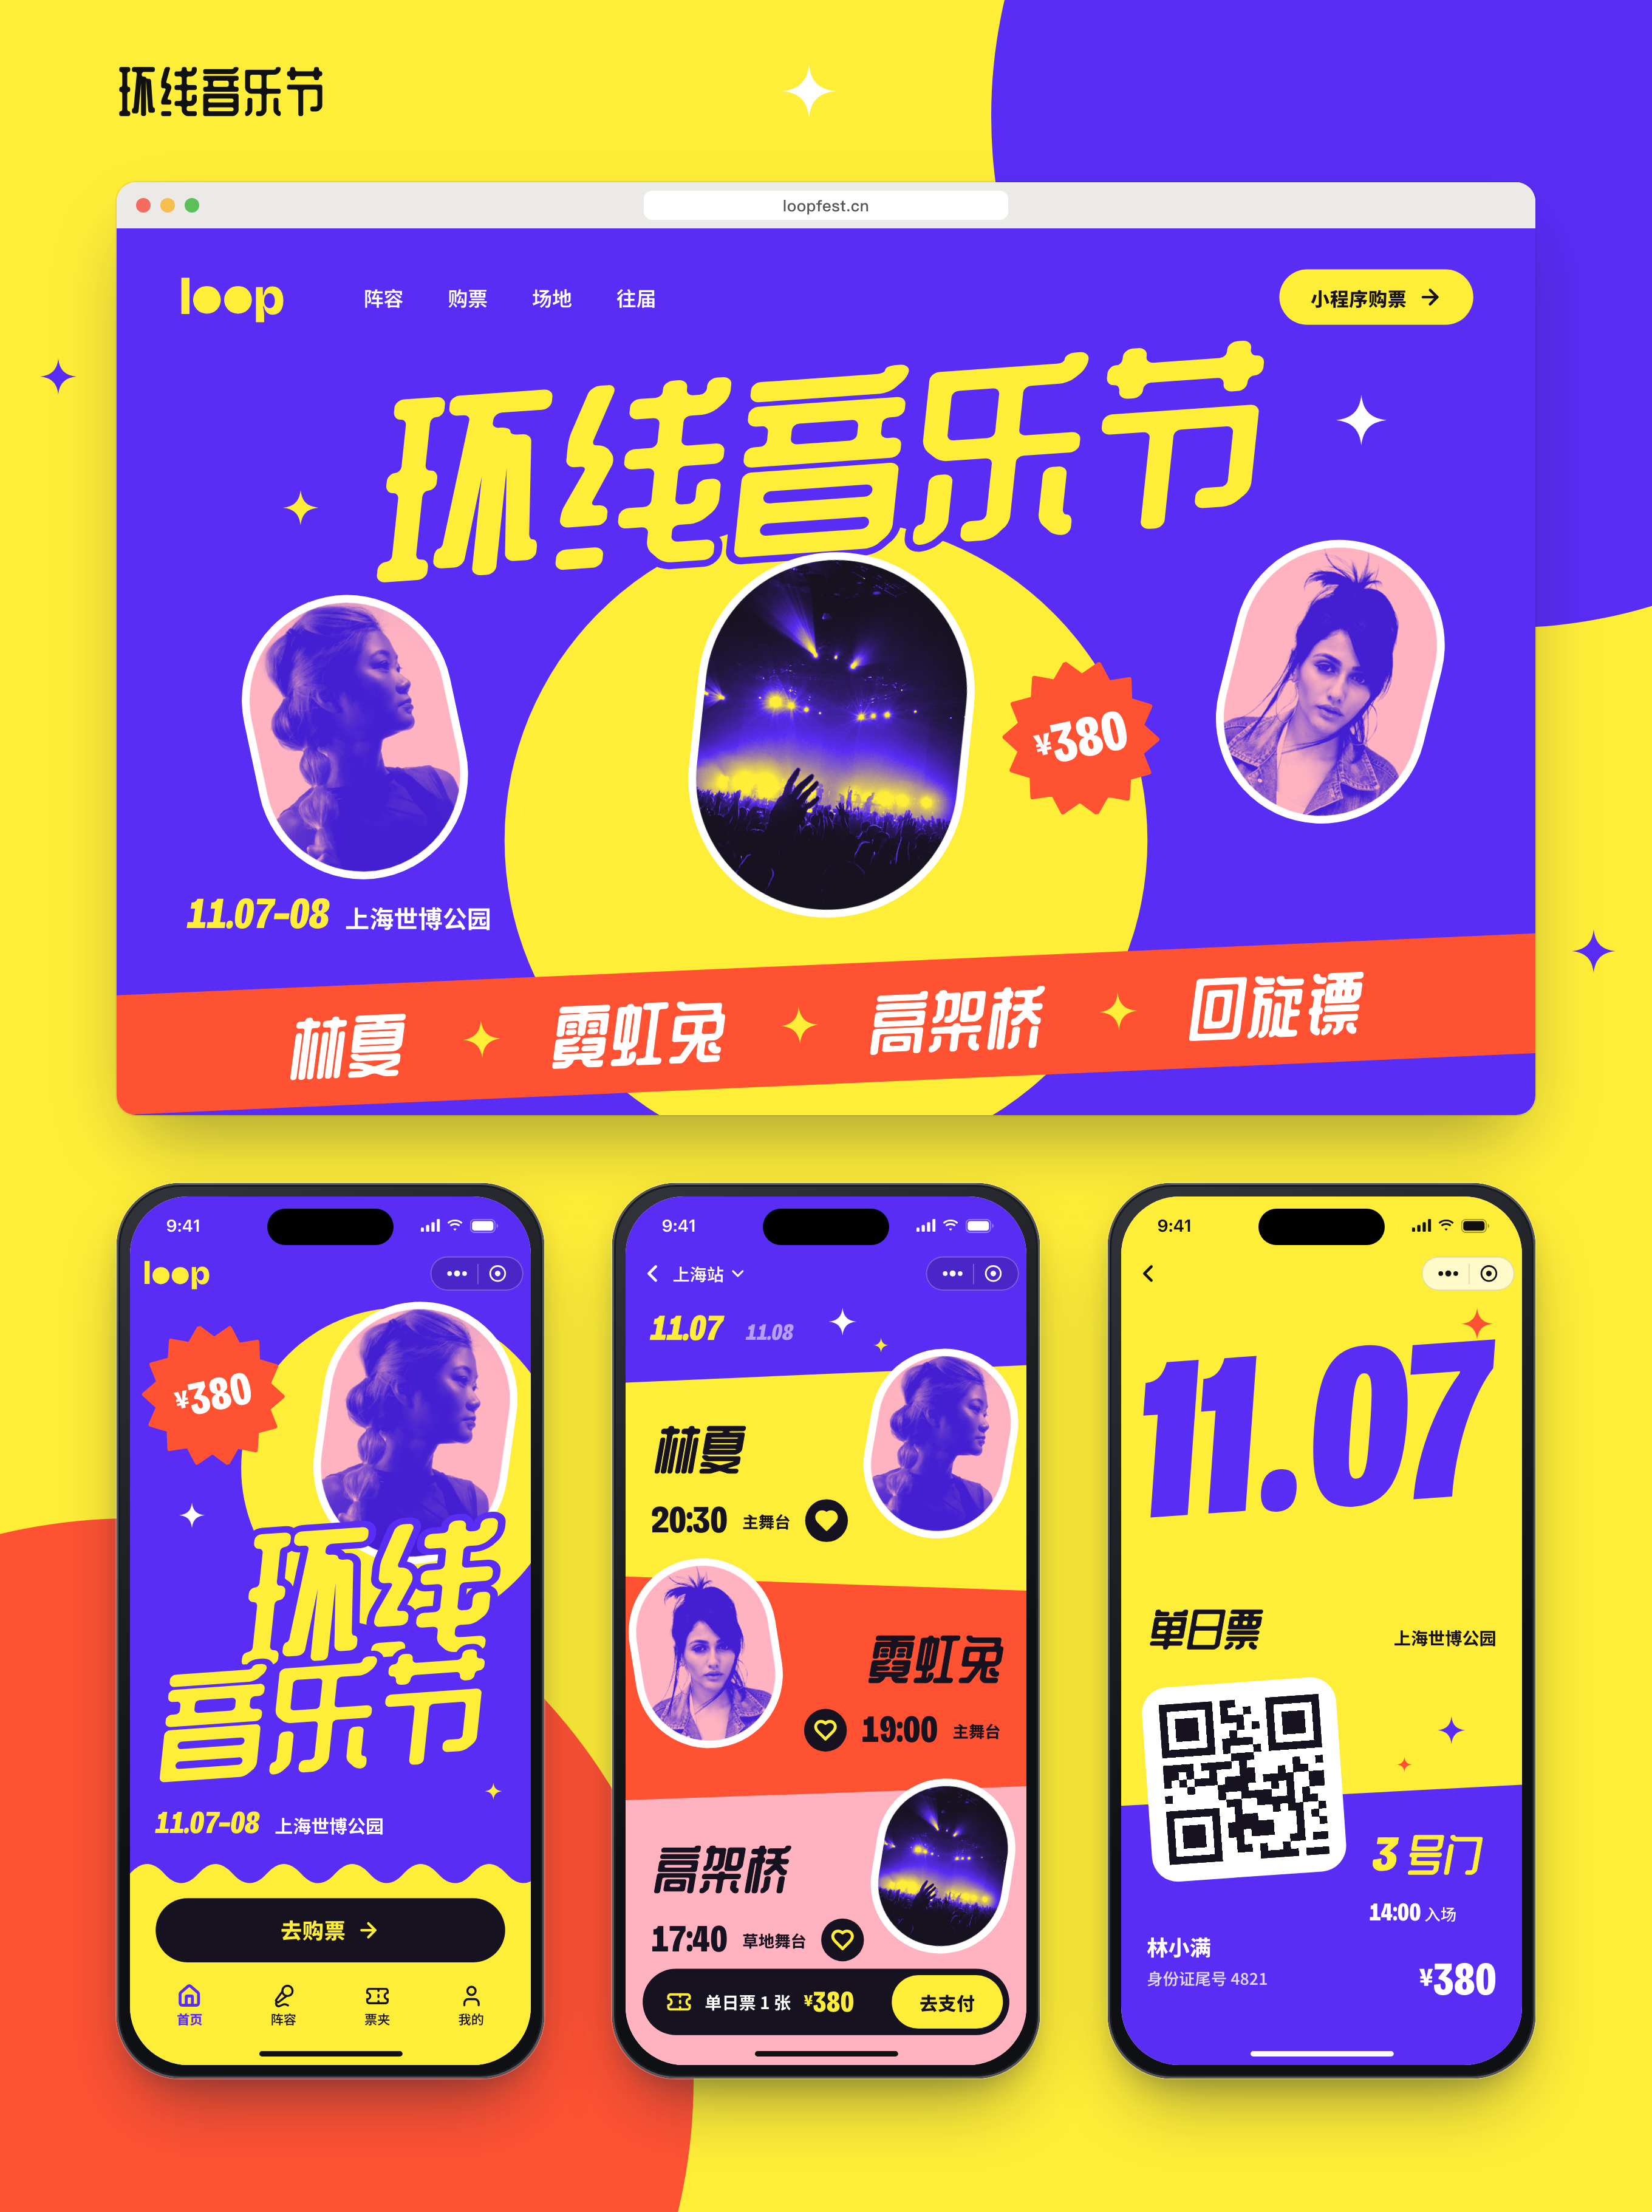 环线音乐节
loopfest.cn
loop 阵容 购票 场地 往届 小程序购票
环线音乐节
¥380
11.07-08 上海世博公园
林夏 霓虹兔 高架桥 回旋镖
9:41
loop
¥380
环线
音乐节
11.07-08 上海世博公园
去购票
首页 阵容 票夹 我的
9:41
上海站
11.07 11.08
林夏
20:30 主舞台
霓虹兔
19:00 主舞台
高架桥
17:40 草地舞台
单日票 1 张 ¥380 去支付
9:41
11.07
单日票 上海世博公园
3 号门
14:00 入场
林小满
身份证尾号 4821
¥380